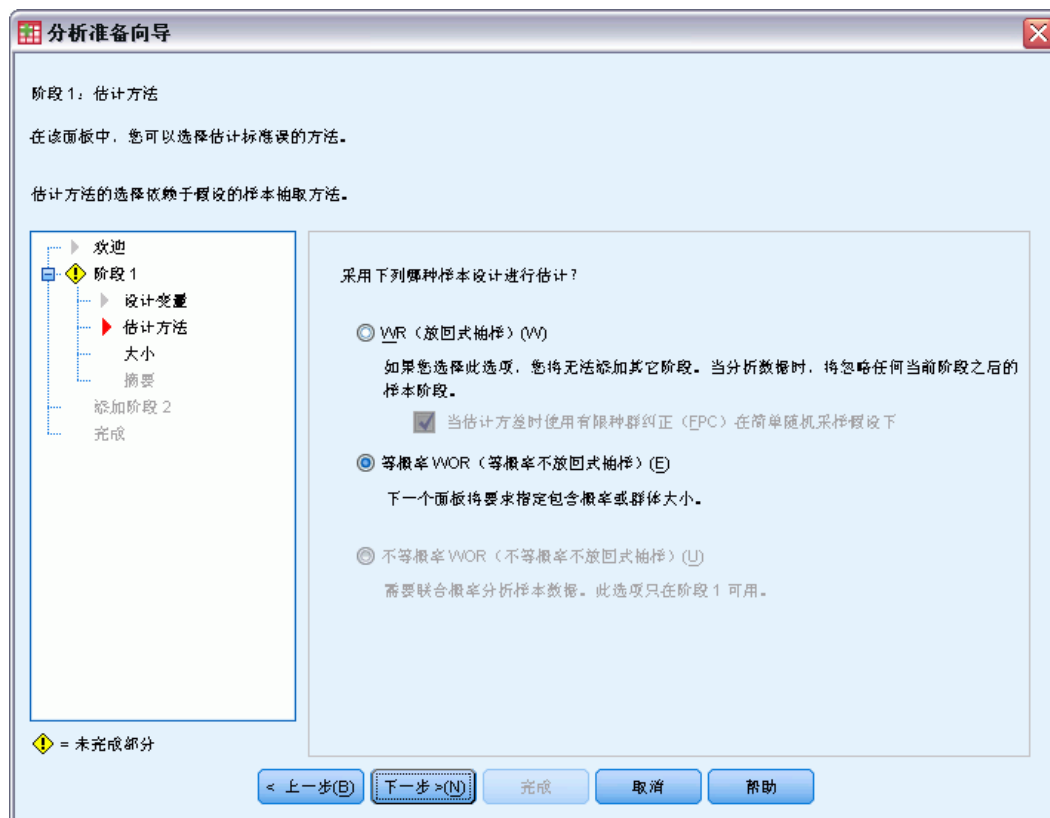 分析准备向导
阶段 1：估计方法
在该面板中，您可以选择估计标准误的方法。
估计方法的选择依赖于假设的样本抽取方法。
欢迎
阶段 1
设计变量
估计方法
大小
摘要
添加阶段 2
完成
采用下列哪种样本设计进行估计？
WR（放回式抽样）(W)
如果您选择此选项，您将无法添加其它阶段。当分析数据时，将忽略任何当前阶段之后的
样本阶段。
当估计方差时使用有限种群纠正（FPC）在简单随机采样假设下
等概率 WOR（等概率不放回式抽样）(E)
下一个面板将要求指定包含概率或群体大小。
不等概率 WOR（不等概率不放回式抽样）(U)
需要联合概率分析样本数据。此选项只在阶段 1 可用。
= 未完成部分
< 上一步(B)
下一步 >(N)
完成
取消
帮助